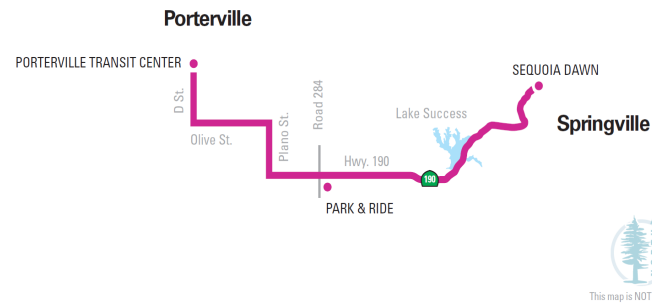 Porterville
PORTERVILLE TRANSIT CENTER
SEQUOIA DAWN
D St.
Road 284
Lake Success
Springville
Olive St.
Plano St.
Hwy. 190
190
PARK & RIDE
This map is NOT